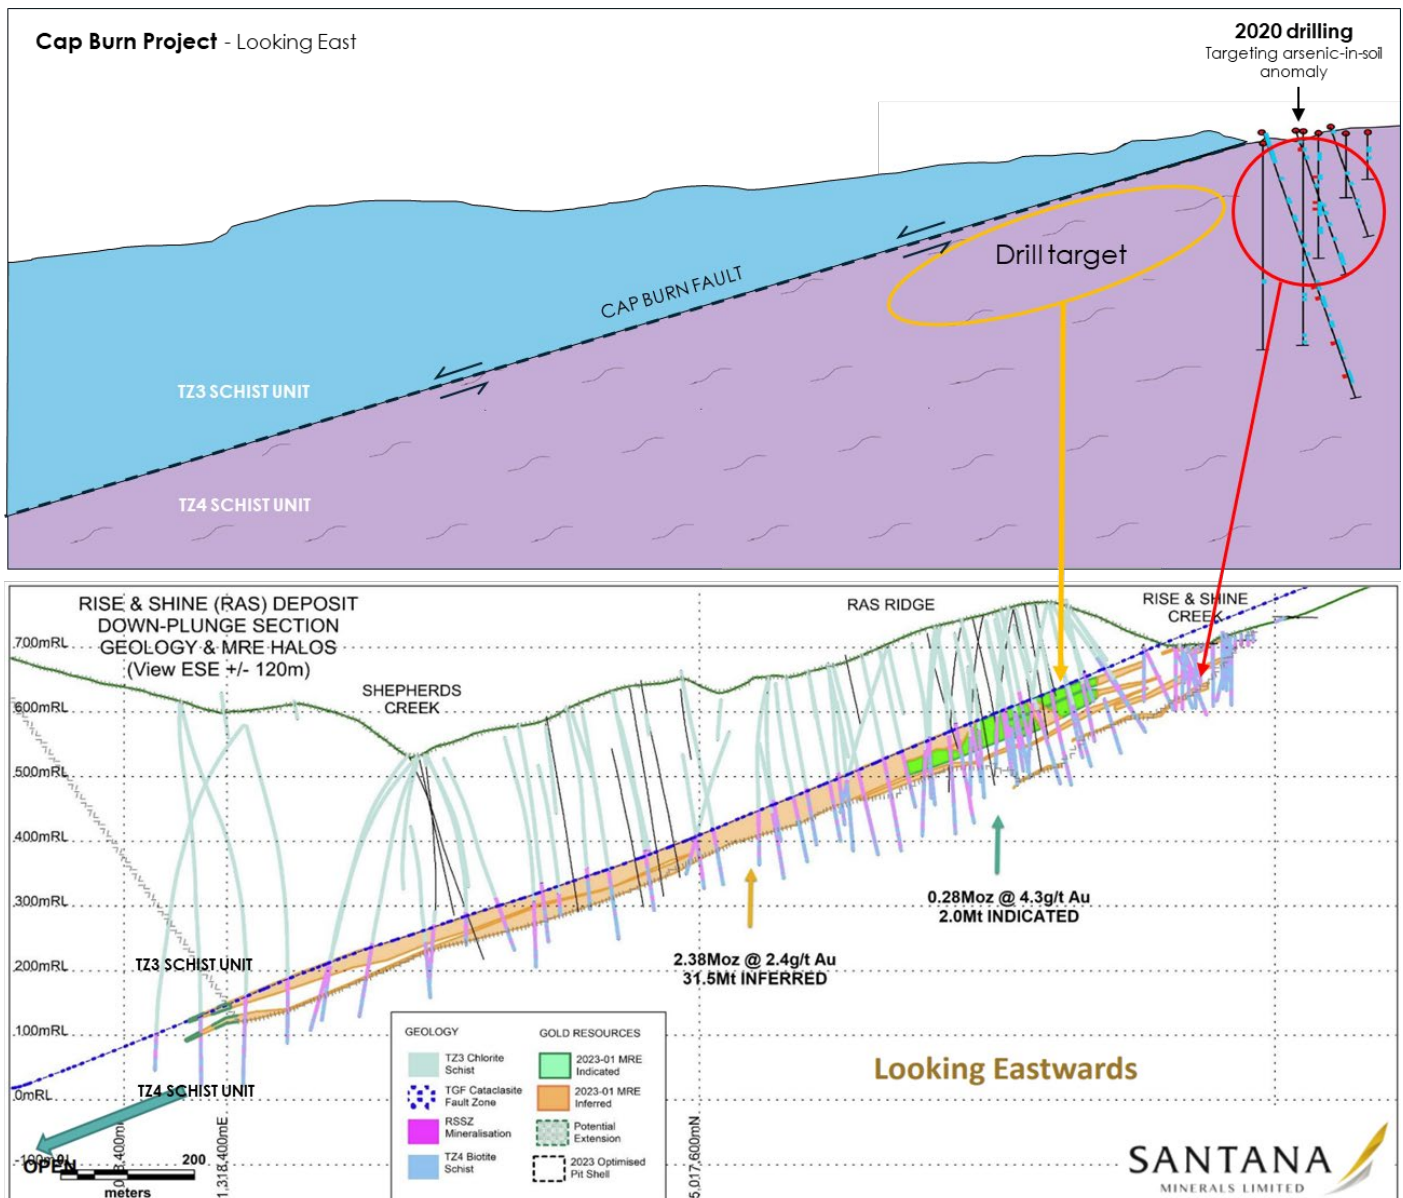 Cap Burn Project - Looking East
2020 drilling
Targeting arsenic-in-soil
anomaly
Drill target
CAP BURN FAULT
TZ3 SCHIST UNIT
TZ4 SCHIST UNIT
RISE & SHINE (RAS) DEPOSIT
DOWN-PLUNGE SECTION
GEOLOGY & MRE HALOS
(View ESE +/- 120m)
RAS RIDGE
RISE & SHINE
CREEK
SHEPHERDS
CREEK
700mRL
600mRL
500mRL
400mRL
300mRL
200mRL
100mRL
0mRL
-100mRL
0.28Moz @ 4.3g/t Au
2.0Mt INDICATED
2.38Moz @ 2.4g/t Au
31.5Mt INFERRED
TZ3 SCHIST UNIT
TZ4 SCHIST UNIT
OPEN
0
200
meters
1,318,400mE
5,017,600mN
GEOLOGY
TZ3 Chlorite
Schist
TGF Cataclasite
Fault Zone
RSSZ
Mineralisation
TZ4 Biotite
Schist
GOLD RESOURCES
2023-01 MRE
Indicated
2023-01 MRE
Inferred
Potential
Extension
2023 Optimised
Pit Shell
Looking Eastwards
SANTANA
MINERALS LIMITED